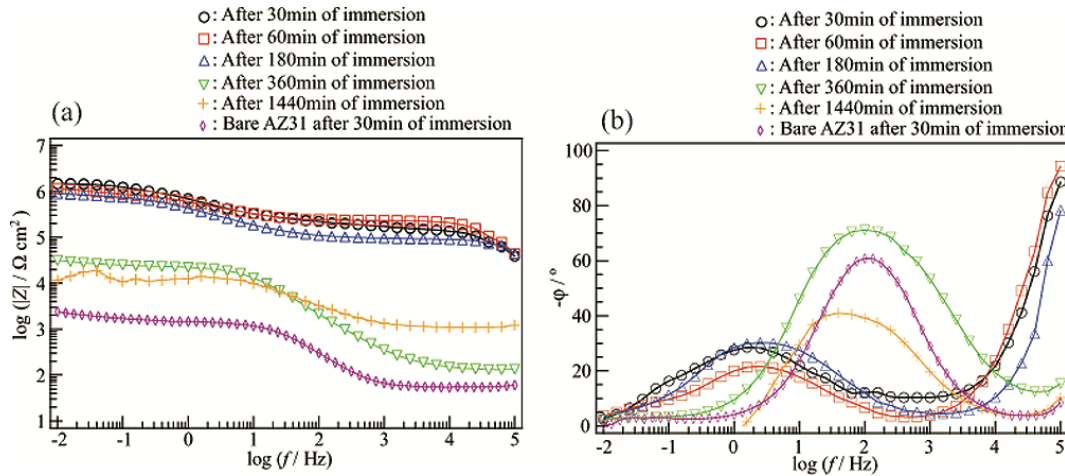 : After 30min of immersion
: After 60min of immersion
: After 180min of immersion
: After 360min of immersion
: After 1440min of immersion
: Bare AZ31 after 30min of immersion
(a)
7
6
5
4
3
2
1
log (|Z| / Ω cm²)
-2 -1 0 1 2 3 4 5
log (f / Hz)
: After 30min of immersion
: After 60min of immersion
: After 180min of immersion
: After 360min of immersion
: After 1440min of immersion
: Bare AZ31 after 30min of immersion
(b)
100
80
60
40
20
0
-φ / °
-2 -1 0 1 2 3 4 5
log (f / Hz)